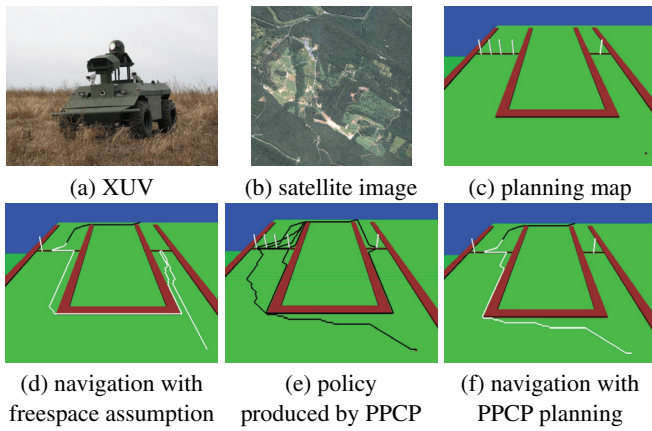 (a) XUV
(b) satellite image
(c) planning map
(d) navigation with
freespace assumption
(e) policy
produced by PPCP
(f) navigation with
PPCP planning